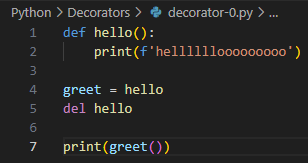 Python > Decorators > decorator-0.py > ...
1 def hello():
2     print(f'helllllloooooooo')
3
4 greet = hello
5 del hello
6
7 print(greet())